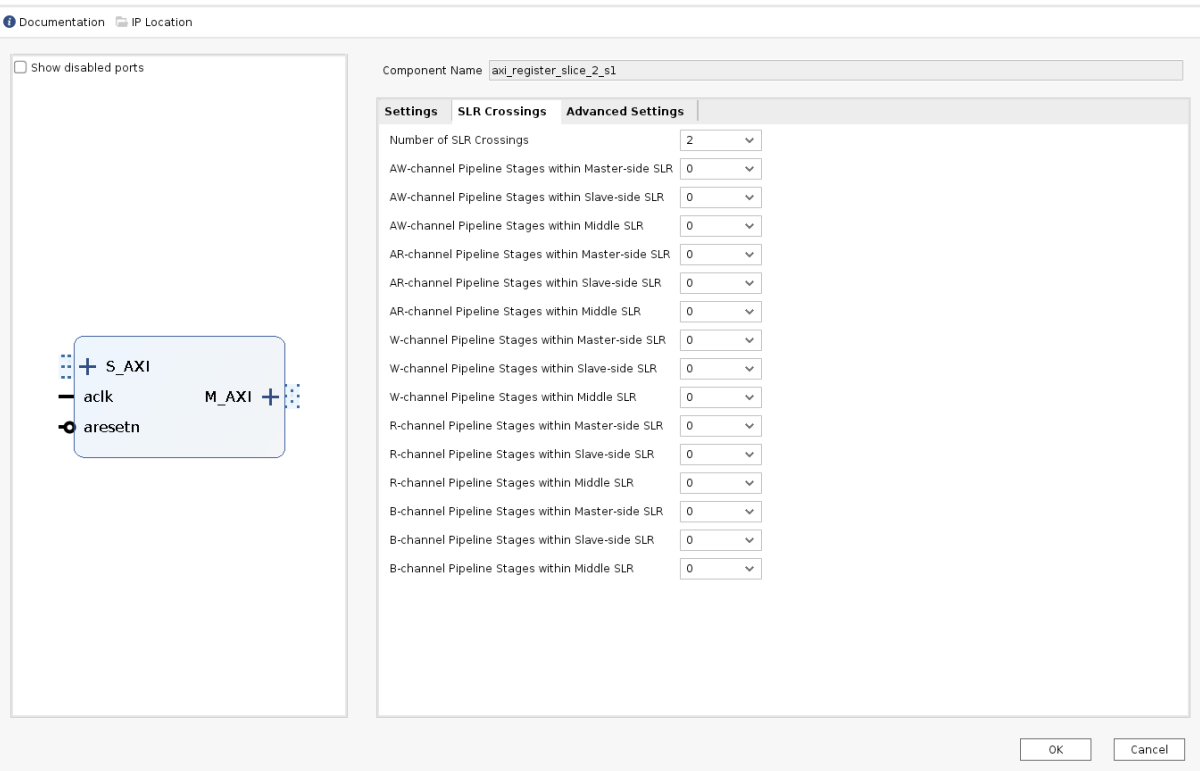 Documentation IP Location
Show disabled ports
S_AXI
aclk M_AXI
aresetn
Component Name axi_register_slice_2_s1
Settings SLR Crossings Advanced Settings
Number of SLR Crossings 2
AW-channel Pipeline Stages within Master-side SLR 0
AW-channel Pipeline Stages within Slave-side SLR 0
AW-channel Pipeline Stages within Middle SLR 0
AR-channel Pipeline Stages within Master-side SLR 0
AR-channel Pipeline Stages within Slave-side SLR 0
AR-channel Pipeline Stages within Middle SLR 0
W-channel Pipeline Stages within Master-side SLR 0
W-channel Pipeline Stages within Slave-side SLR 0
W-channel Pipeline Stages within Middle SLR 0
R-channel Pipeline Stages within Master-side SLR 0
R-channel Pipeline Stages within Slave-side SLR 0
R-channel Pipeline Stages within Middle SLR 0
B-channel Pipeline Stages within Master-side SLR 0
B-channel Pipeline Stages within Slave-side SLR 0
B-channel Pipeline Stages within Middle SLR 0
OK Cancel